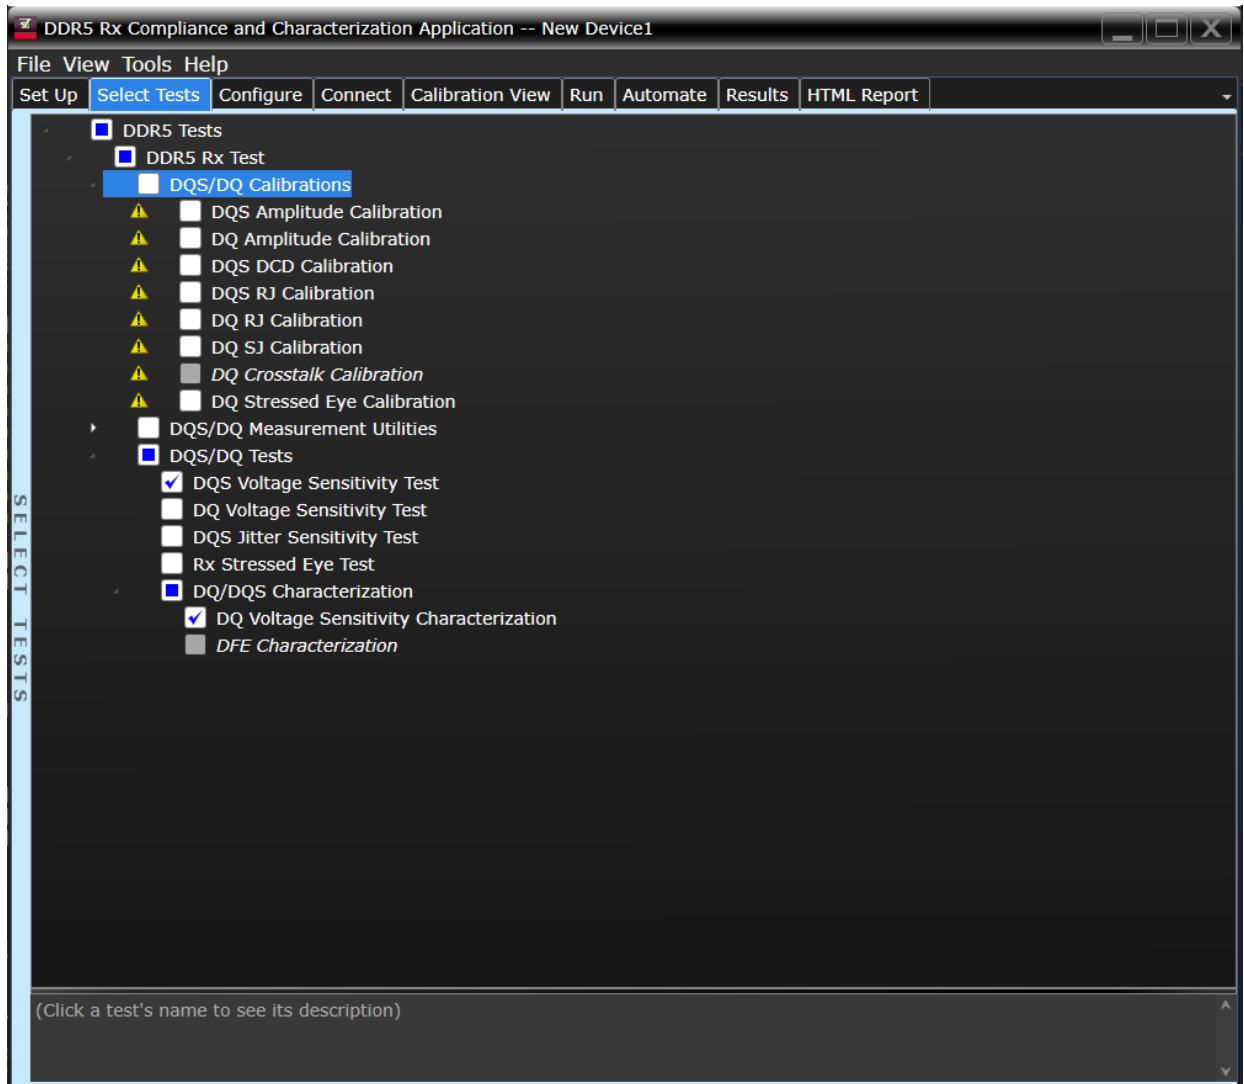 DDR5 Rx Compliance and Characterization Application -- New Device1
File View Tools Help
Set Up Select Tests Configure Connect Calibration View Run Automate Results HTML Report
DDR5 Tests
DDR5 Rx Test
DQS/DQ Calibrations
DQS Amplitude Calibration
DQ Amplitude Calibration
DQS DCD Calibration
DQS RJ Calibration
DQ RJ Calibration
DQ SJ Calibration
DQ Crosstalk Calibration
DQ Stressed Eye Calibration
DQS/DQ Measurement Utilities
DQS/DQ Tests
DQS Voltage Sensitivity Test
DQ Voltage Sensitivity Test
DQS Jitter Sensitivity Test
Rx Stressed Eye Test
DQ/DQS Characterization
DQ Voltage Sensitivity Characterization
DFE Characterization
SELECT TESTS
(Click a test's name to see its description)